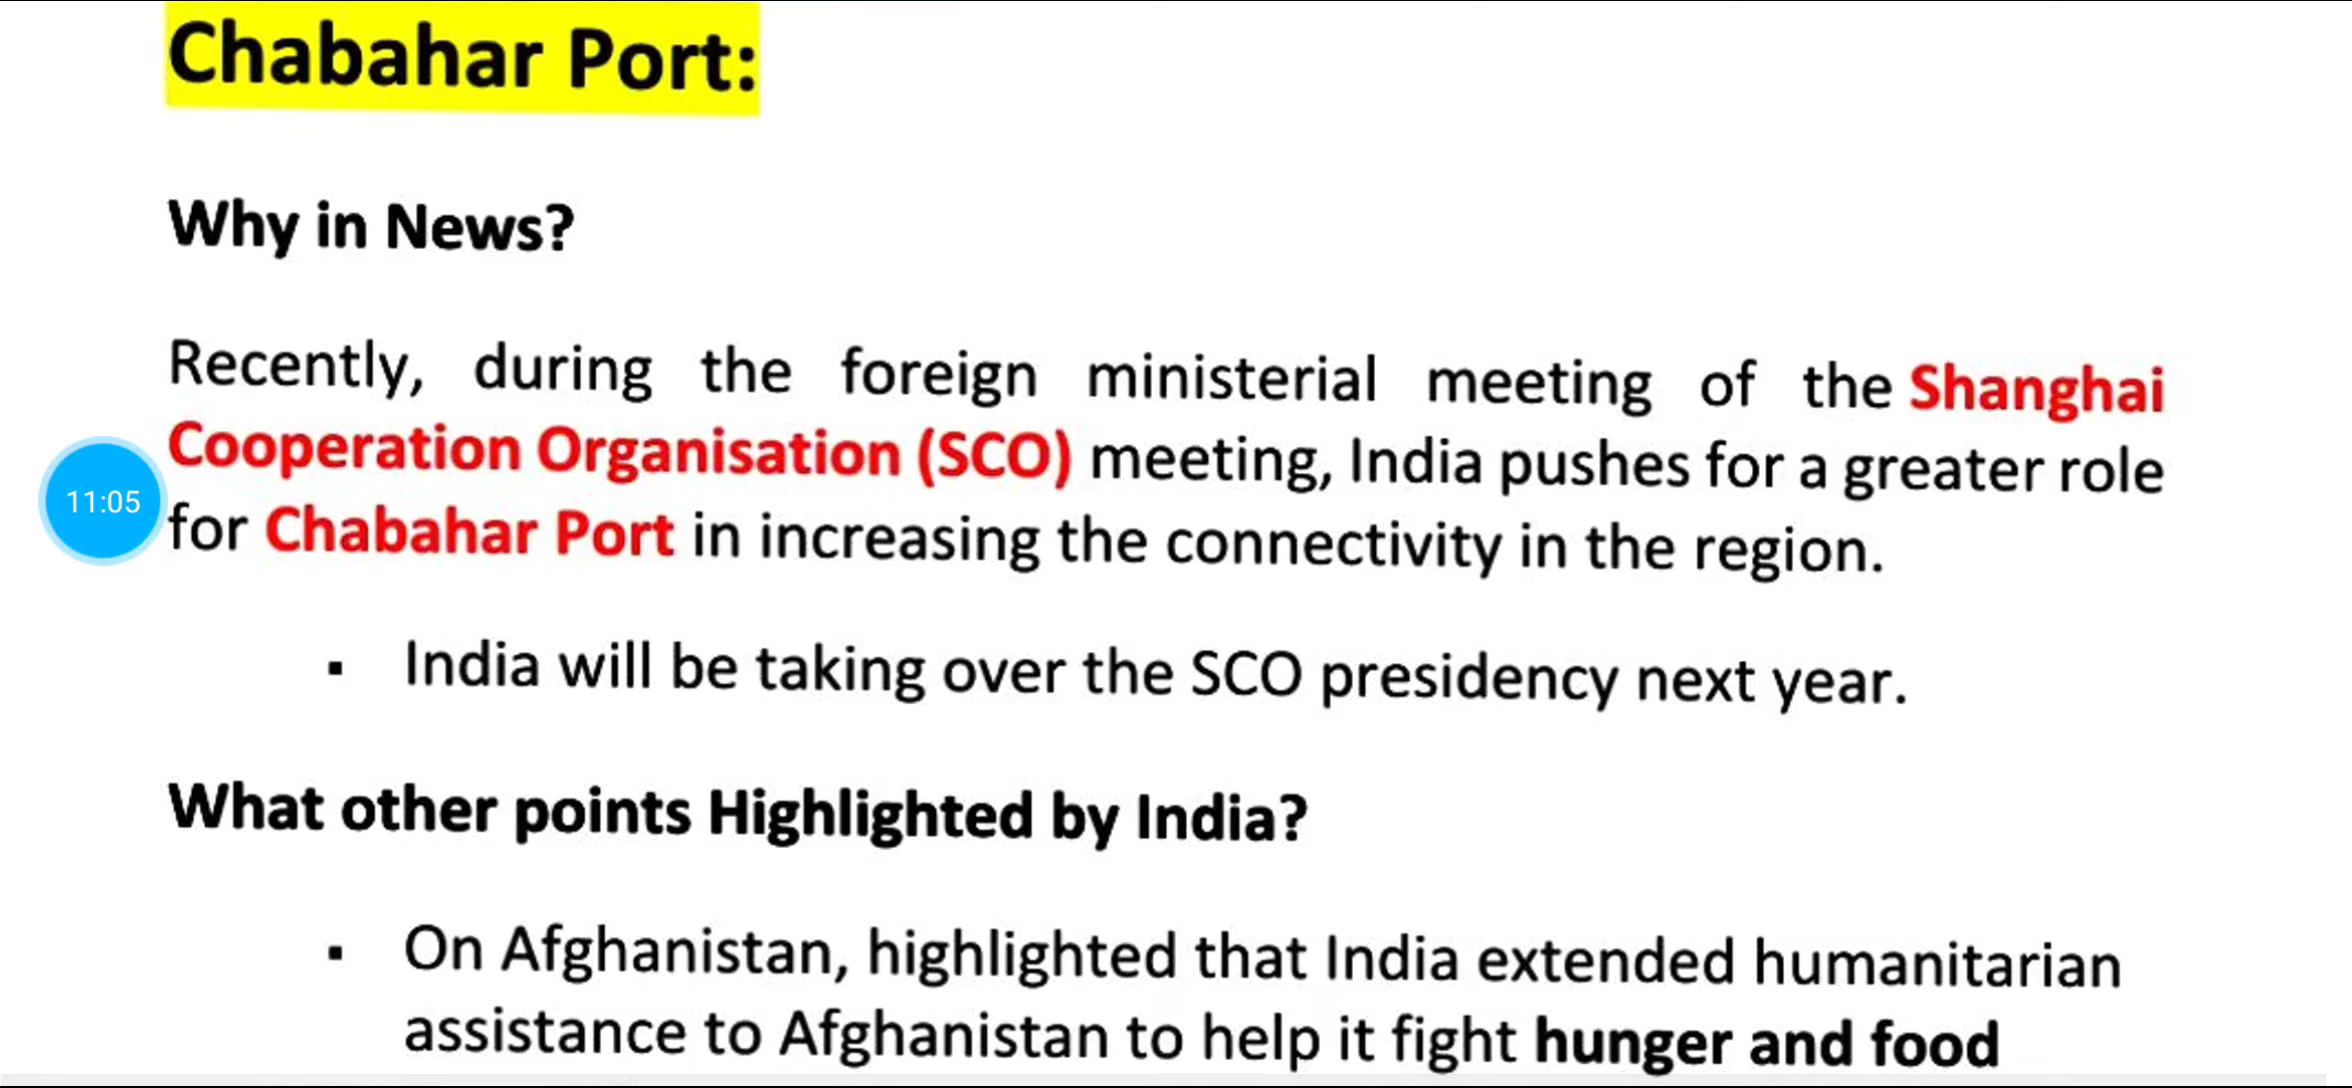 Chabahar Port:
Why in News?
Recently, during the foreign ministerial meeting of the Shanghai
Cooperation Organisation (SCO) meeting, India pushes for a greater role
11:05
for Chabahar Port in increasing the connectivity in the region.
▪ India will be taking over the SCO presidency next year.
What other points Highlighted by India?
▪ On Afghanistan, highlighted that India extended humanitarian
assistance to Afghanistan to help it fight hunger and food